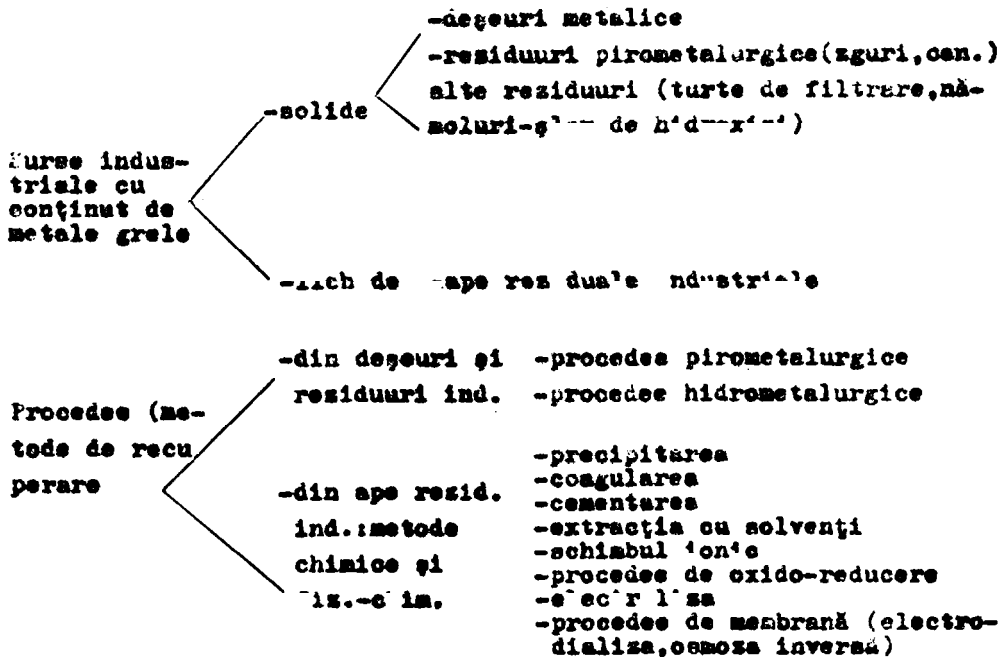 -deşeuri metalice
-reziduuri pirometalurgice(zguri,cen.)
alte reziduuri (turte de filtrare,nă-
moluri- de
-solide
Surse indus-
triale cu
conţinut de
metale grele
de ape
-din deşeuri şi
reziduuri ind.
-procedee pirometalurgice
-procedee hidrometalurgice
Procedee (me-
tode de recu
perare
-din ape rezid.
ind.:metode
chimice şi
-precipitarea
-coagularea
-cementarea
-extracţia cu solvenţi
-schimbul ionic
-procedee de oxido-reducere
-procedee de membrană (electro-
dializa,osmoza inversă)